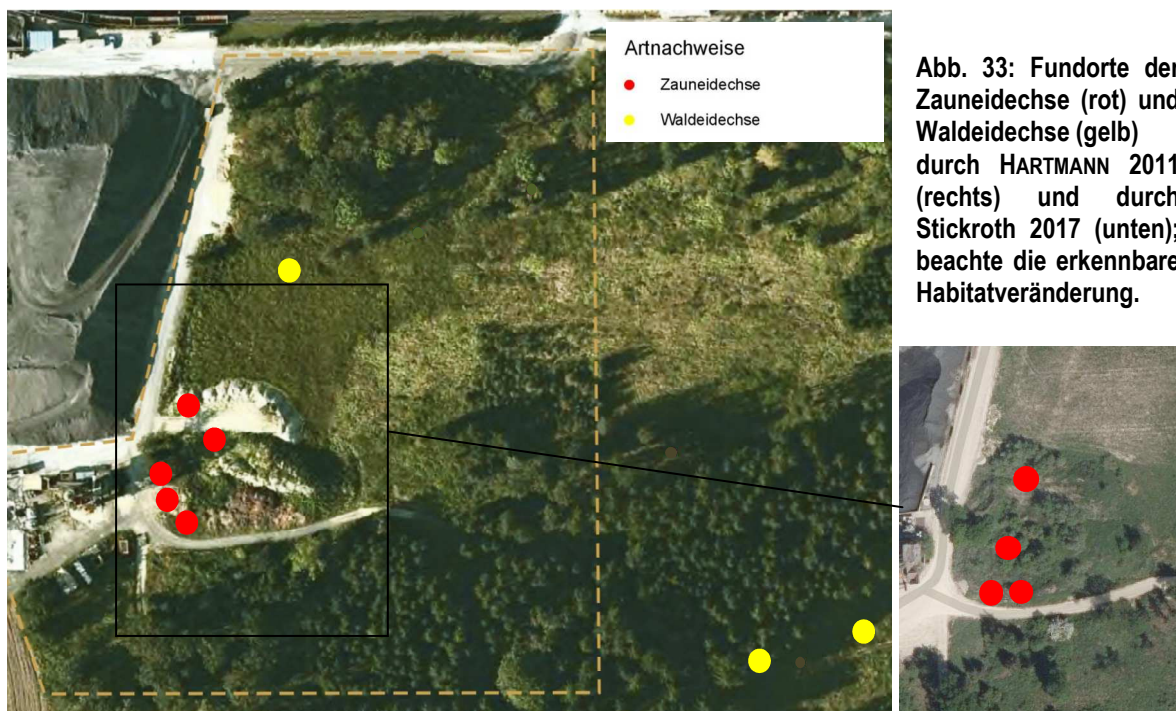 Artnachweise
Zauneidechse
Waldeidechse
Abb. 33: Fundorte der
Zauneidechse (rot) und
Waldeidechse (gelb)
durch HARTMANN 2011
(rechts) und durch
Stickroth 2017 (unten);
beachte die erkennbare
Habitatveränderung.